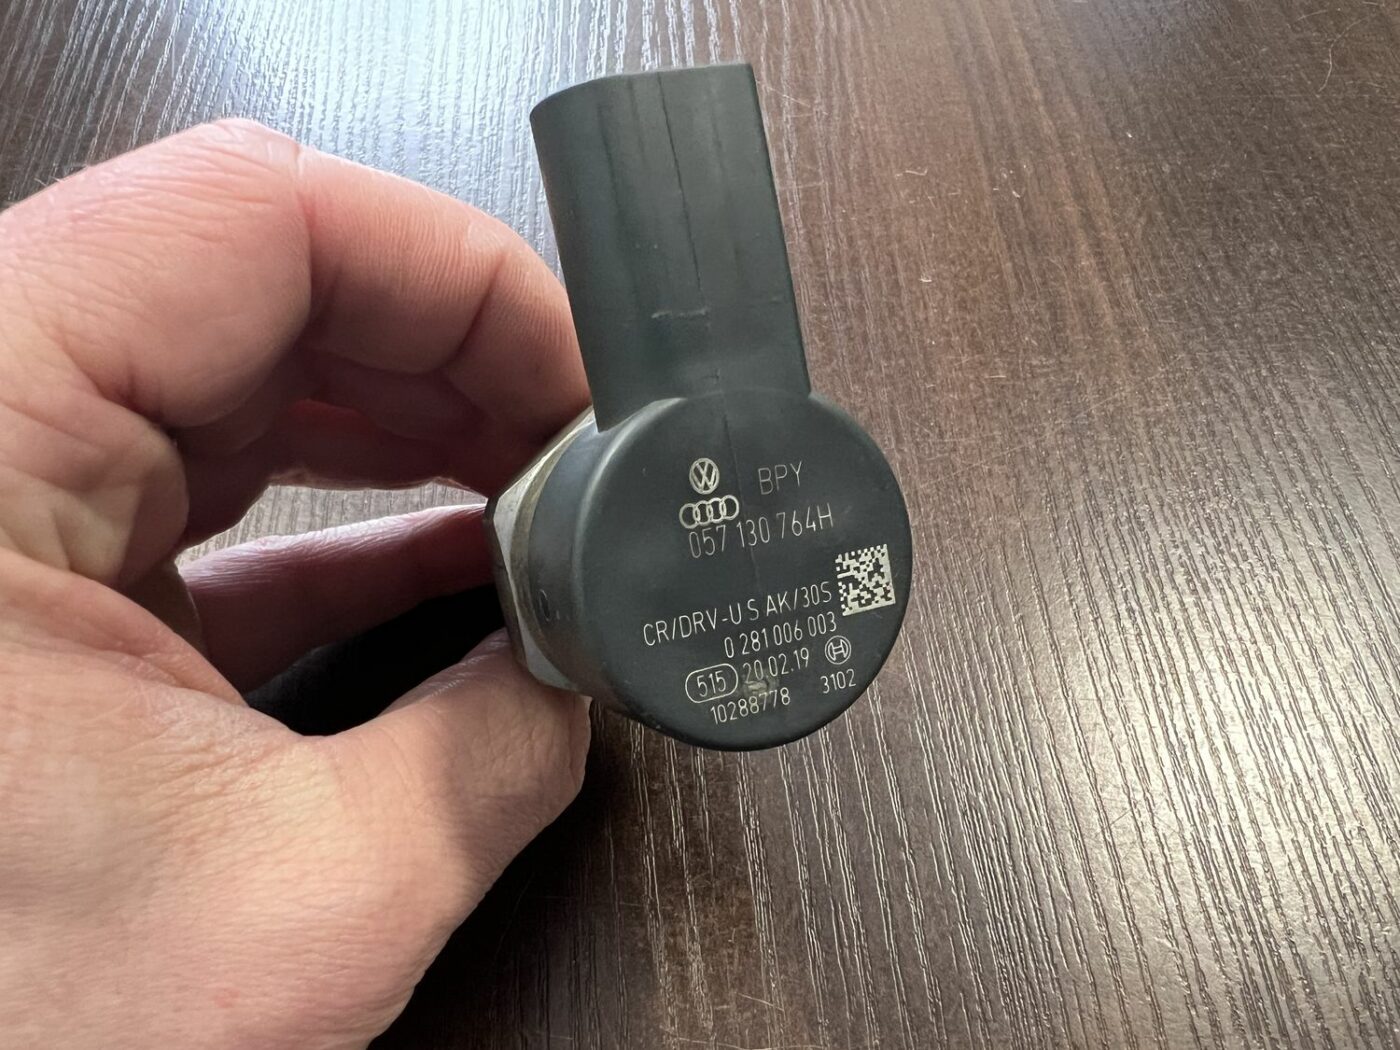 BPY
057 130 764H
CR/DRV-U S AK/30S
0 281 006 003
515 20.02.19
10288778 3102